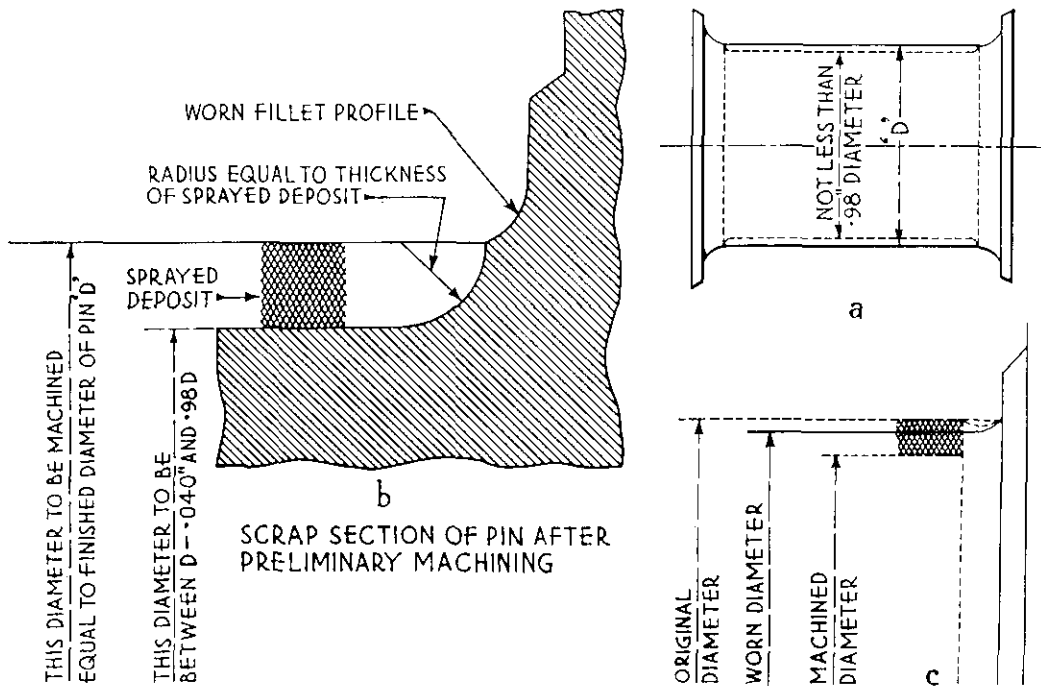 WORN FILLET PROFILE
RADIUS EQUAL TO THICKNESS
OF SPRAYED DEPOSIT
SPRAYED
DEPOSIT
THIS DIAMETER TO BE MACHINED
EQUAL TO FINISHED DIAMETER OF PIN 'D'
THIS DIAMETER TO BE
BETWEEN D – ·040" AND ·98D
b
SCRAP SECTION OF PIN AFTER
PRELIMINARY MACHINING
NOT LESS THAN
·98" DIAMETER
'D'
a
ORIGINAL
DIAMETER
WORN DIAMETER
MACHINED
DIAMETER
c